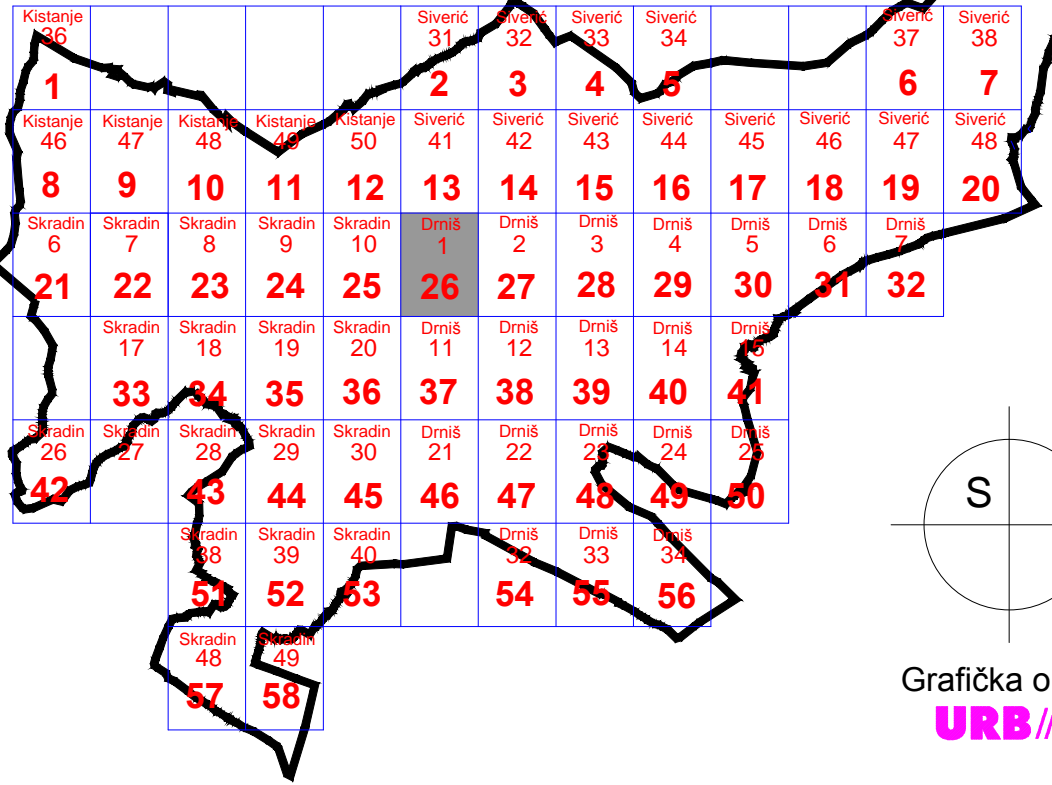 Kistanje Siverić Siverić Siverić Siverić Siverić Siverić
36 31 32 33 34 37 38
1 2 3 4 5 6 7
Kistanje Kistanje Kistanje Kistanje Kistanje Siverić Siverić Siverić Siverić Siverić Siverić Siverić Siverić
46 47 48 49 50 41 42 43 44 45 46 47 48
8 9 10 11 12 13 14 15 16 17 18 19 20
Skradin Skradin Skradin Skradin Skradin Drniš Drniš Drniš Drniš Drniš Drniš Drniš
6 7 8 9 10 1 2 3 4 5 6 7
21 22 23 24 25 26 27 28 29 30 31 32
Skradin Skradin Skradin Skradin Drniš Drniš Drniš Drniš Drniš
17 18 19 20 11 12 13 14 15
33 34 35 36 37 38 39 40 41
Skradin Skradin Skradin Skradin Skradin Drniš Drniš Drniš Drniš Drniš
26 27 28 29 30 21 22 23 24 25
42 43 44 45 46 47 48 49 50
Skradin Skradin Skradin Drniš Drniš Drniš
38 39 40 32 33 34
51 52 53 54 55 56
Skradin Skradin
48 49
57 58
S
Grafička o
URB//